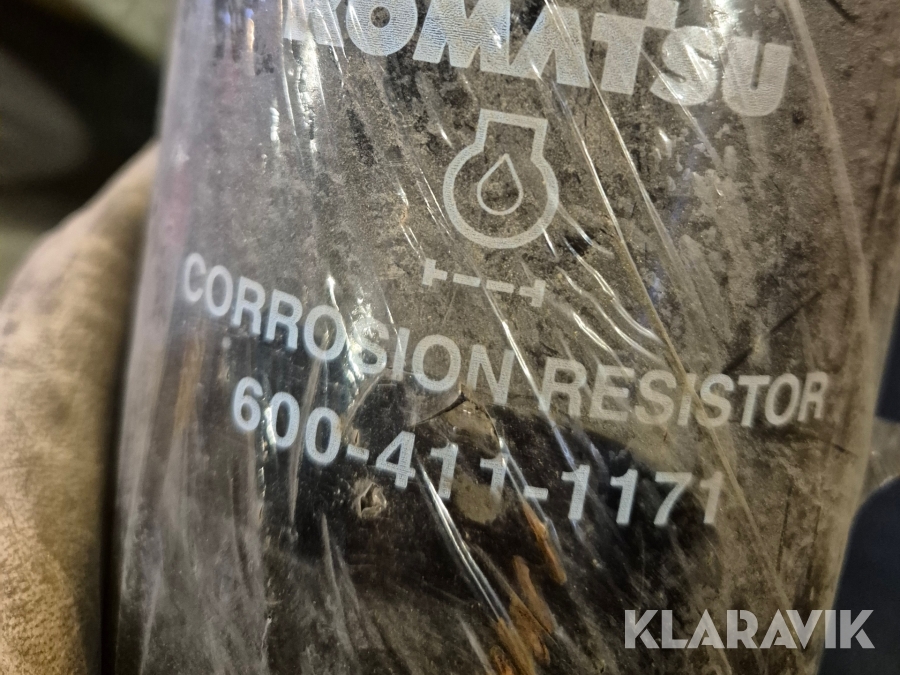 KOMATSU
CORROSION RESISTOR
600-411-1171
KLARAVIK